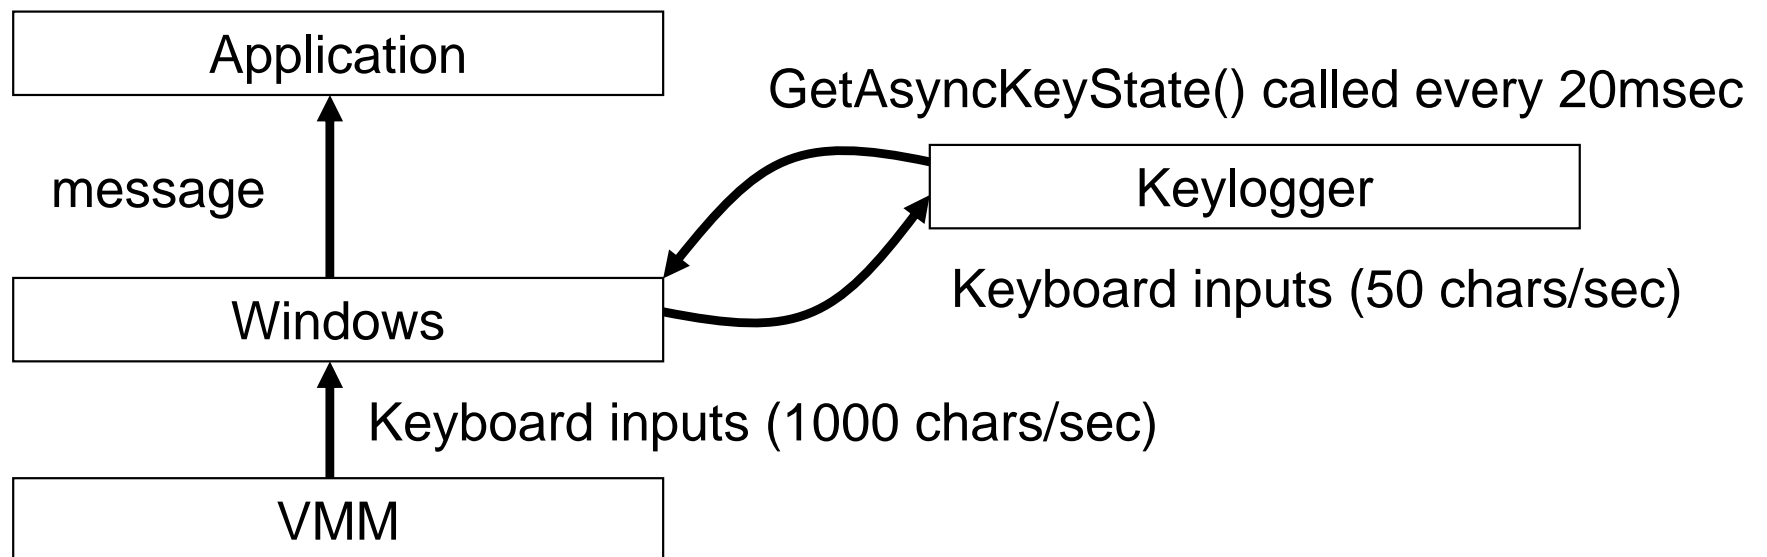 Application
GetAsyncKeyState() called every 20msec
message
Keylogger
Keyboard inputs (50 chars/sec)
Windows
Keyboard inputs (1000 chars/sec)
VMM